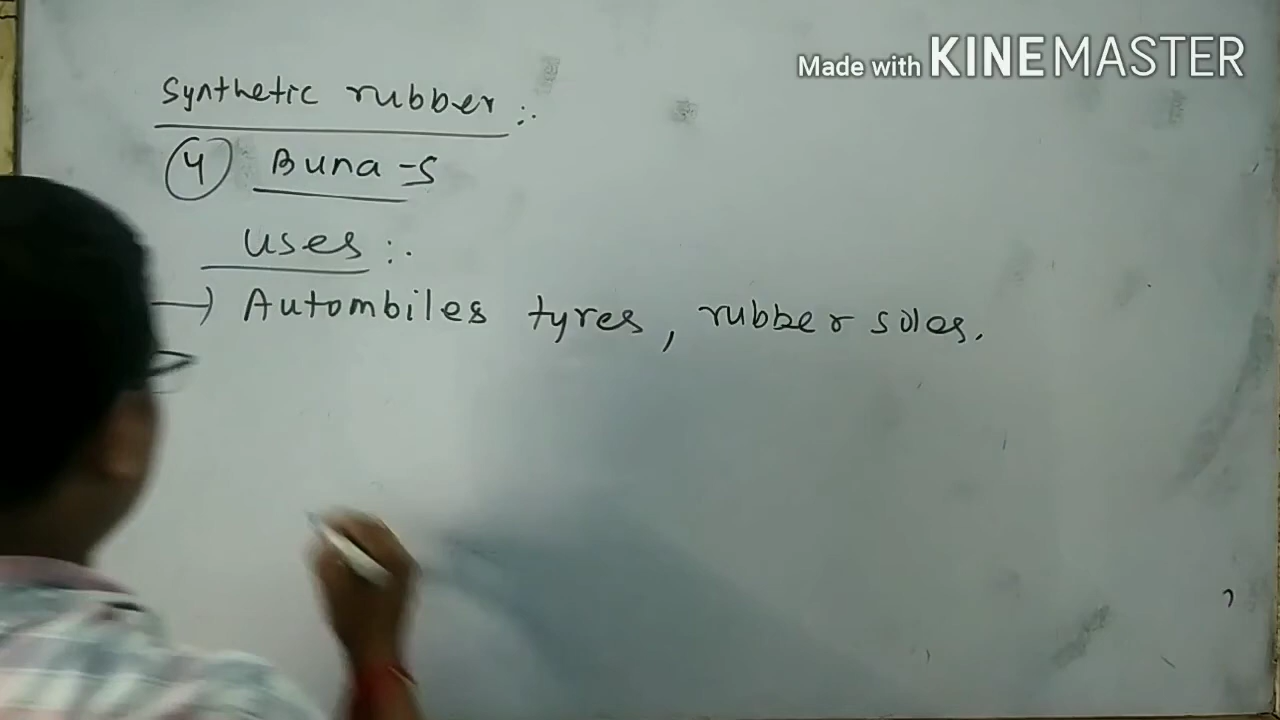 Made with KINEMASTER
Synthetic rubber :.
4 Buna-S
uses :.
→ Autombiles tyres, rubber soles.